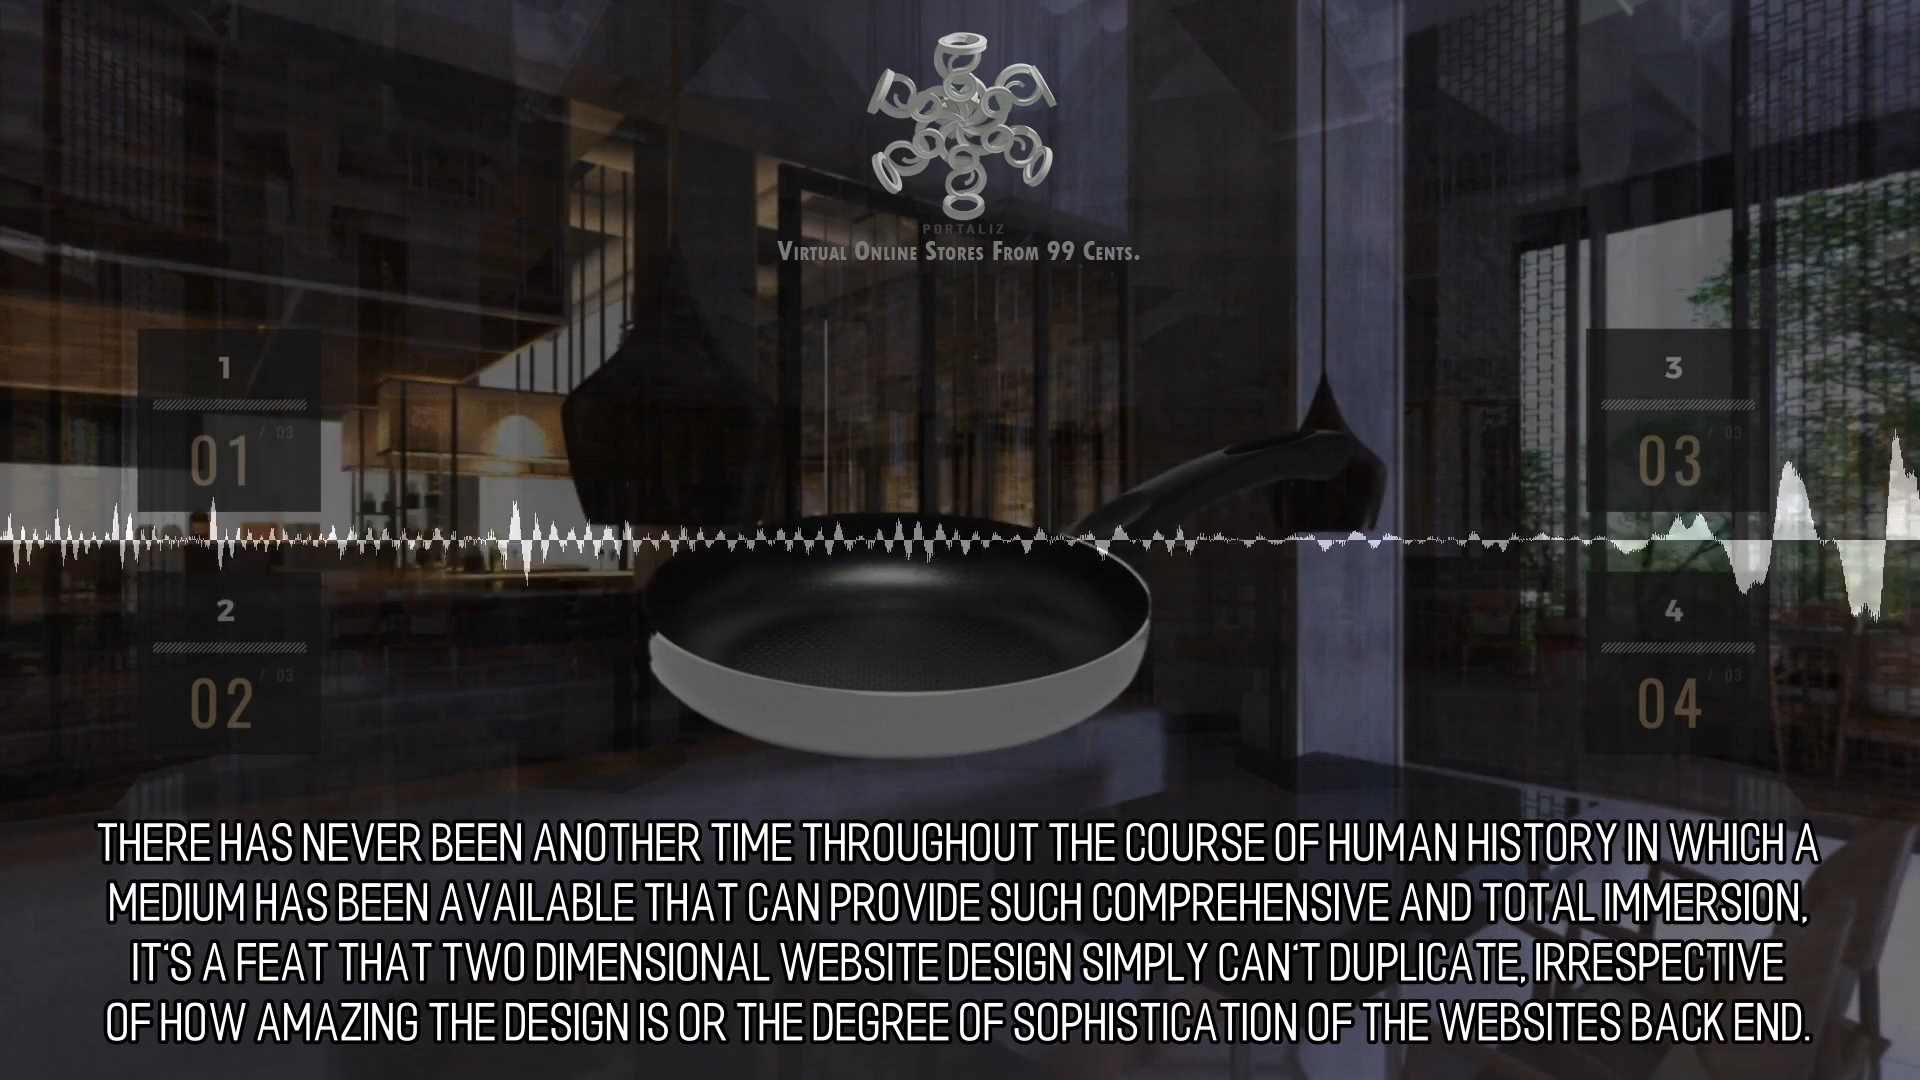 PORTALIZ
Virtual Online Stores From 99 Cents.
1
01 / 03
2
02 / 03
3
03 / 03
4
04 / 03
THERE HAS NEVER BEEN ANOTHER TIME THROUGHOUT THE COURSE OF HUMAN HISTORY IN WHICH A
MEDIUM HAS BEEN AVAILABLE THAT CAN PROVIDE SUCH COMPREHENSIVE AND TOTAL IMMERSION,
IT'S A FEAT THAT TWO DIMENSIONAL WEBSITE DESIGN SIMPLY CAN'T DUPLICATE, IRRESPECTIVE
OF HOW AMAZING THE DESIGN IS OR THE DEGREE OF SOPHISTICATION OF THE WEBSITES BACK END.